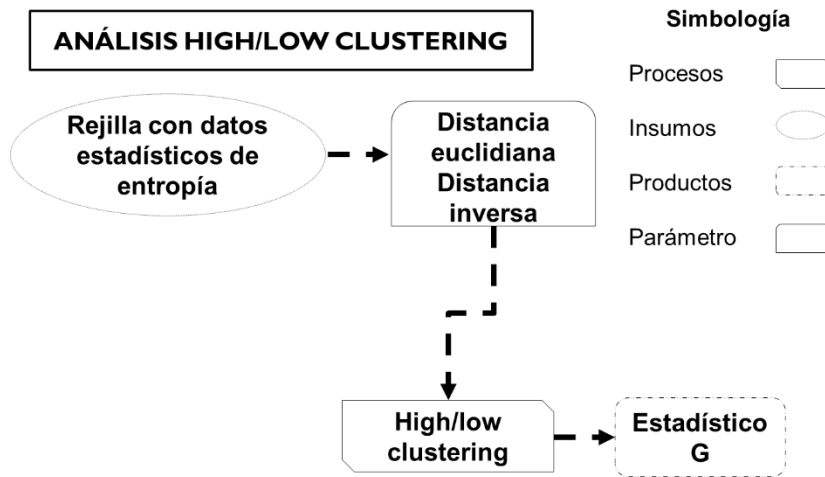 ANÁLISIS HIGH/LOW CLUSTERING
Rejilla con datos
estadísticos de
entropía
Distancia
euclidiana
Distancia
inversa
High/low
clustering
Estadístico
G
Simbología
Procesos
Insumos
Productos
Parámetro